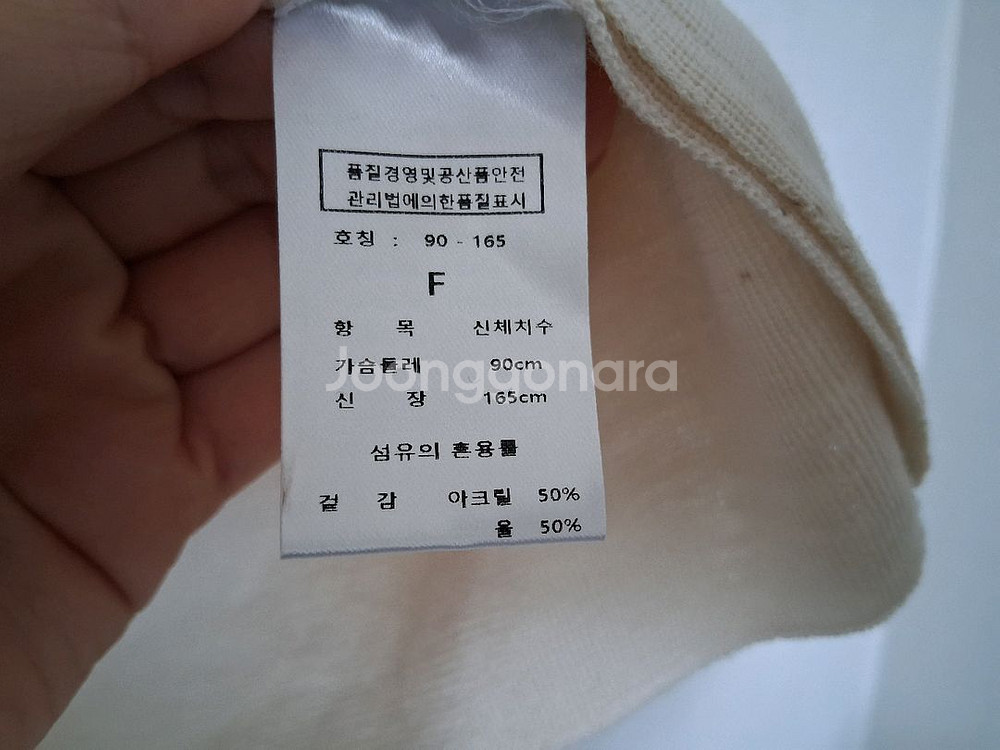 품질경영및공산품안전
관리법에의한품질표시
호칭 : 90 - 165
F
항 목 신체치수
가슴둘레 90cm
Joonggonara
신 장 165cm
섬유의 혼용률
겉 감 아크릴 50%
울 50%